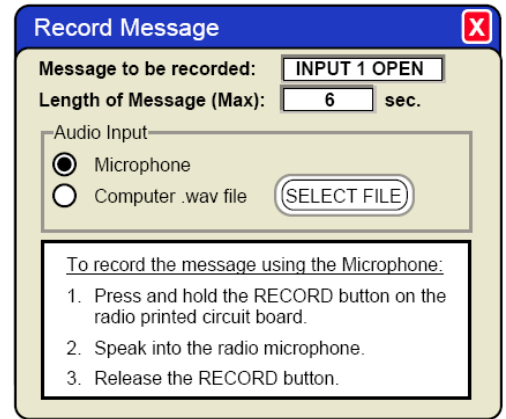 Record Message X
Message to be recorded: INPUT 1 OPEN
Length of Message (Max): 6 sec.
Audio Input
Microphone
Computer .wav file SELECT FILE
To record the message using the Microphone:
1. Press and hold the RECORD button on the
radio printed circuit board.
2. Speak into the radio microphone.
3. Release the RECORD button.